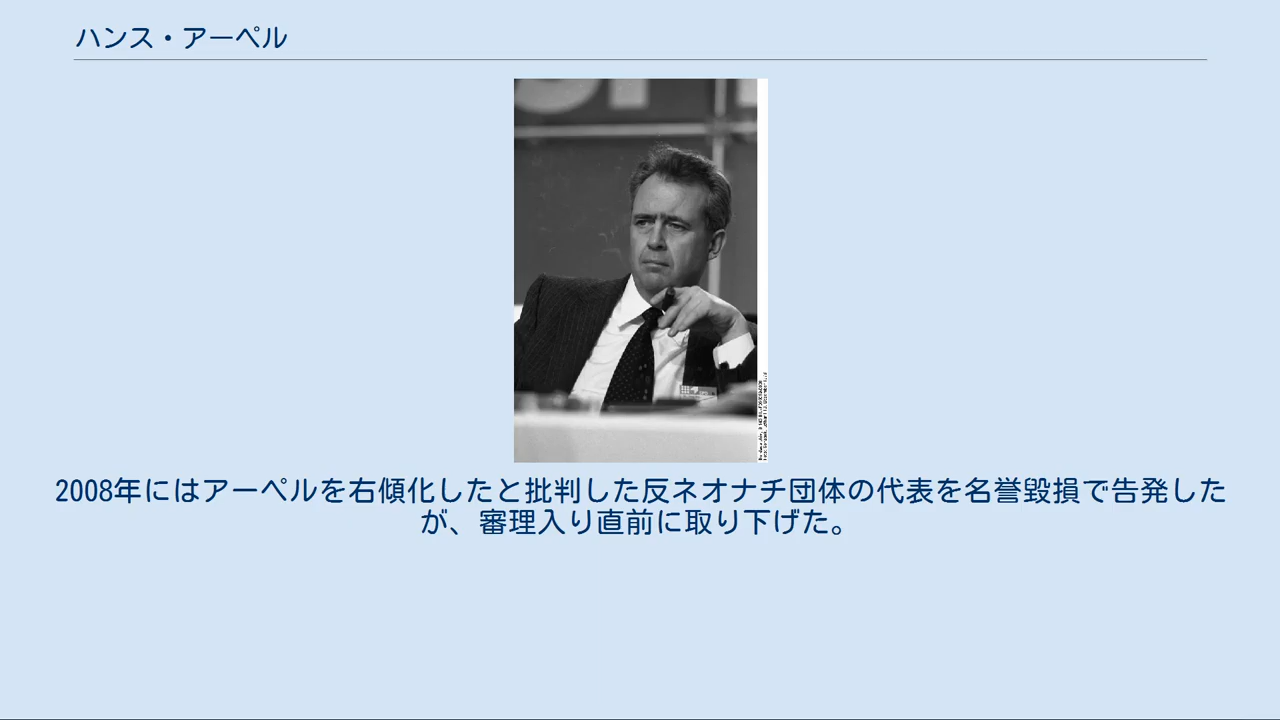 ハンス・アーペル
2008年にはアーペルを右傾化したと批判した反ネオナチ団体の代表を名誉毀損で告発した
が、審理入り直前に取り下げた。